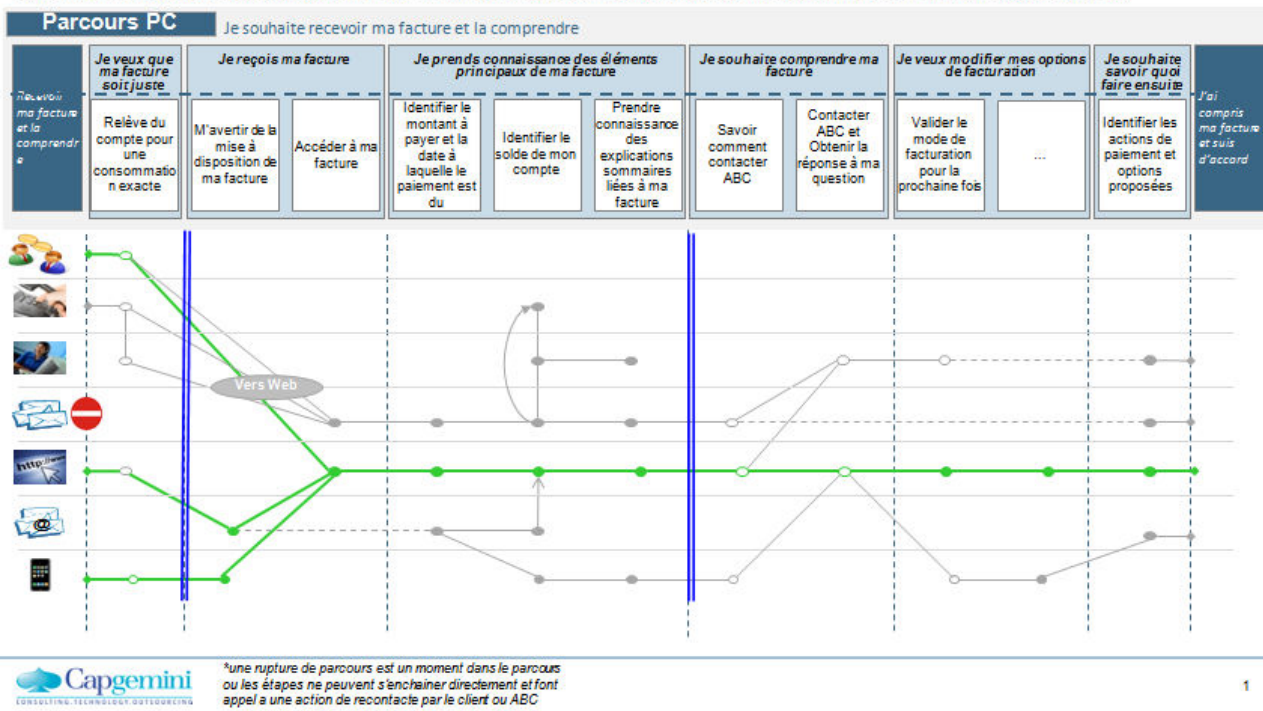 Parcours PC
Je souhaite recevoir ma facture et la comprendre
Recevoir
ma facture
et la
comprendr
e
Je veux que
ma facture
soit juste
Relève du
compte pour
une
consommatio
n exacte
Je reçois ma facture
M'avertir de la
mise à
disposition de
ma facture
Accéder à ma
facture
Je prends connaissance des éléments
principaux de ma facture
Identifier le
montant à
payer et la
date à
laquelle le
paiement est
du
Identifier le
solde de mon
compte
Prendre
connaissance
des
explications
sommaires
liées à ma
facture
Je souhaite comprendre ma
facture
Savoir
comment
contacter
ABC
Contacter
ABC et
Obtenir la
réponse à ma
question
Je veux modifier mes options
de facturation
Valider le
mode de
facturation
pour la
prochaine fois
...
Je souhaite
savoir quoi
faire ensuite
Identifier les
actions de
paiement et
options
proposées
J'ai
compris
ma facture
et suis
d'accord
Vers Web
http://www
@
Capgemini
CONSULTING.TECHNOLOGY.OUTSOURCING
*une rupture de parcours est un moment dans le parcours
ou les étapes ne peuvent s'enchainer directement et font
appel a une action de recontacte par le client ou ABC
1